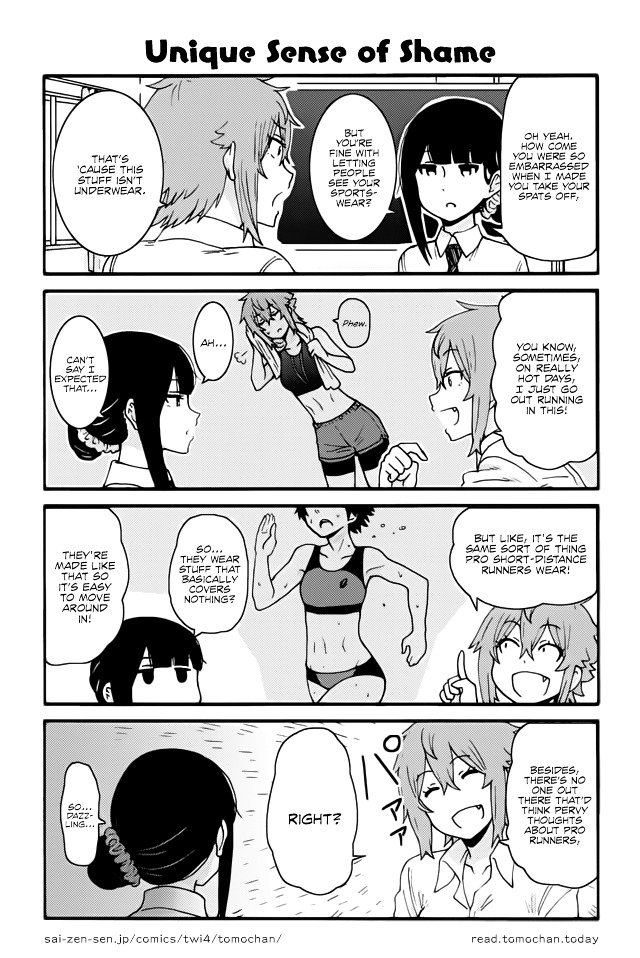 Unique Sense of Shame
OH YEAH.
HOW COME
YOU WERE SO
EMBARRASSED
WHEN I MADE
YOU TAKE YOUR
SPATS OFF,
BUT
YOU'RE
FINE WITH
LETTING
PEOPLE
SEE YOUR
SPORTS-
WEAR?
THAT'S
'CAUSE THIS
STUFF ISN'T
UNDERWEAR.
YOU KNOW,
SOMETIMES,
ON REALLY
HOT DAYS,
I JUST GO
OUT RUNNING
IN THIS!
Phew.
AH...
CAN'T
SAY I
EXPECTED
THAT...
BUT LIKE, IT'S THE
SAME SORT OF THING
PRO SHORT-DISTANCE
RUNNERS WEAR!
SO...
THEY WEAR
STUFF THAT
BASICALLY
COVERS
NOTHING?
THEY'RE
MADE LIKE
THAT SO
IT'S EASY
TO MOVE
AROUND
IN!
BESIDES,
THERE'S NO
ONE OUT
THERE THAT'D
THINK PERVY
THOUGHTS
ABOUT PRO
RUNNERS,
パァァ
RIGHT?
SO...
DAZZ-
LING...
sai-zen-sen.jp/comics/twi4/tomochan/
read.tomochan.today